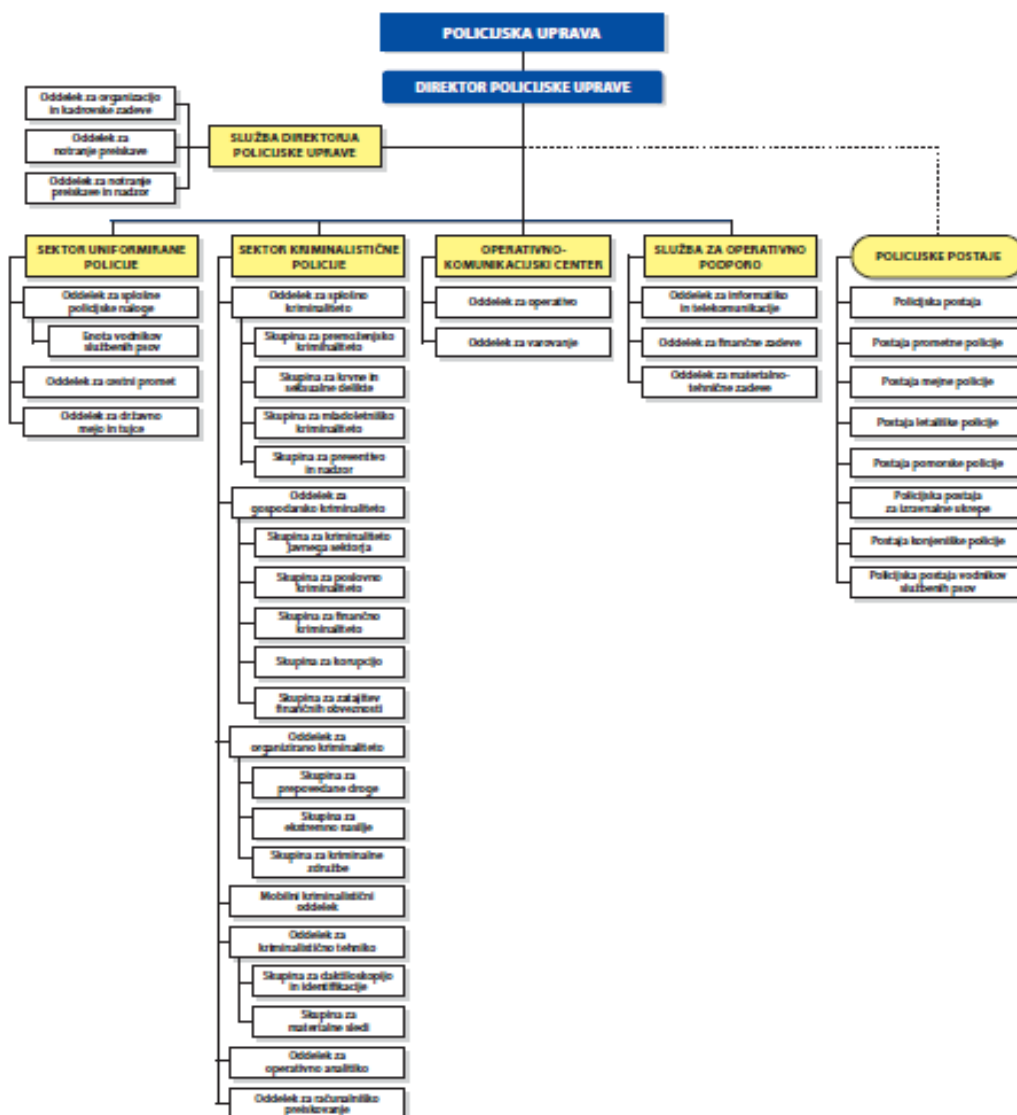 POLICIJSKA UPRAVA
DIREKTOR POLICIJSKE UPRAVE
Oddelek za organizacijo
in kadrovske zadeve
Oddelek za
notranje preiskave
Oddelek za notranje
preiskave in nadzor
SLUŽBA DIREKTORJA
POLICIJSKE UPRAVE
SEKTOR UNIFORMIRANE
POLICIJE
Oddelek za splošne
policijske naloge
Enota vodnikov
službenih psov
Oddelek za cestni promet
Oddelek za državno
mejo in tujce
SEKTOR KRIMINALISTIČNE
POLICIJE
Oddelek za splošno
kriminaliteto
Skupina za premoženjsko
kriminaliteto
Skupina za krvne in
seksualne delikte
Skupina za mladoletniško
kriminaliteto
Skupina za preventivo
in nadzor
Oddelek za
gospodarsko kriminaliteto
Skupina za kriminaliteto
javnega sektorja
Skupina za poslovno
kriminaliteto
Skupina za finančno
kriminaliteto
Skupina za korupcijo
Skupina za zatajitev
finančnih obveznosti
Oddelek za
organizirano kriminaliteto
Skupina za
prepovedane droge
Skupina za
ekstremno nasilje
Skupina za kriminalne
združbe
Mobilni kriminalistični
oddelek
Oddelek za
kriminalistično tehniko
Skupina za daktiloskopijo
in identifikacije
Skupina za
materialne sledi
Oddelek za
operativno analitiko
Oddelek za računalniško
preiskovanje
OPERATIVNO-
KOMUNIKACIJSKI CENTER
Oddelek za operativo
Oddelek za varovanje
SLUŽBA ZA OPERATIVNO
PODPORO
Oddelek za informatiko
in telekomunikacije
Oddelek za finančne zadeve
Oddelek za materialno-
tehnične zadeve
POLICIJSKE POSTAJE
Policijska postaja
Postaja prometne policije
Postaja mejne policije
Postaja letališke policije
Postaja pomorske policije
Policijska postaja
za izravnalne ukrepe
Postaja konjeniške policije
Policijska postaja vodnikov
službenih psov